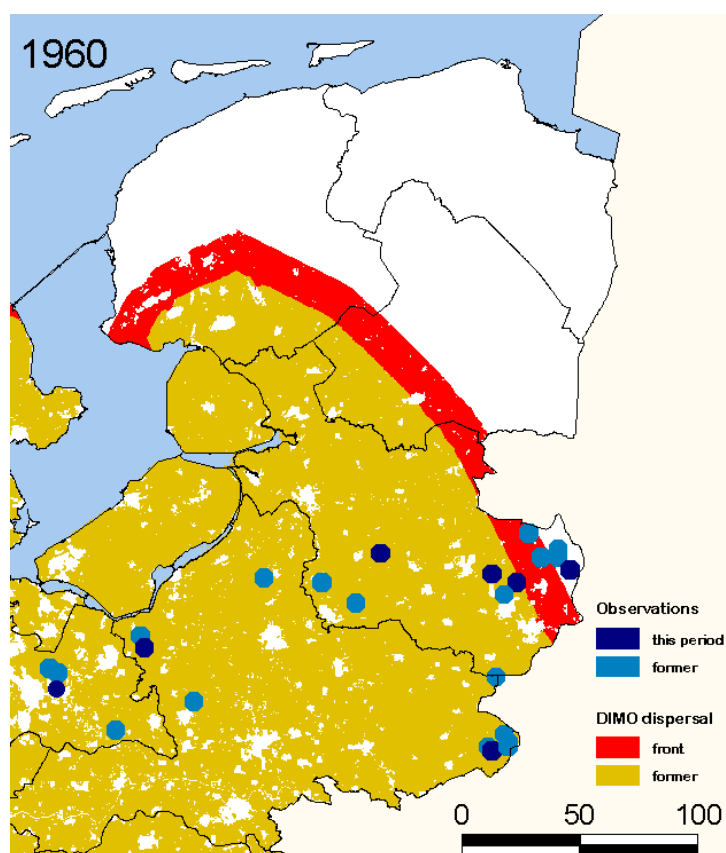 1960
Observations
this period
former
DIMO dispersal
front
former
0 50 100